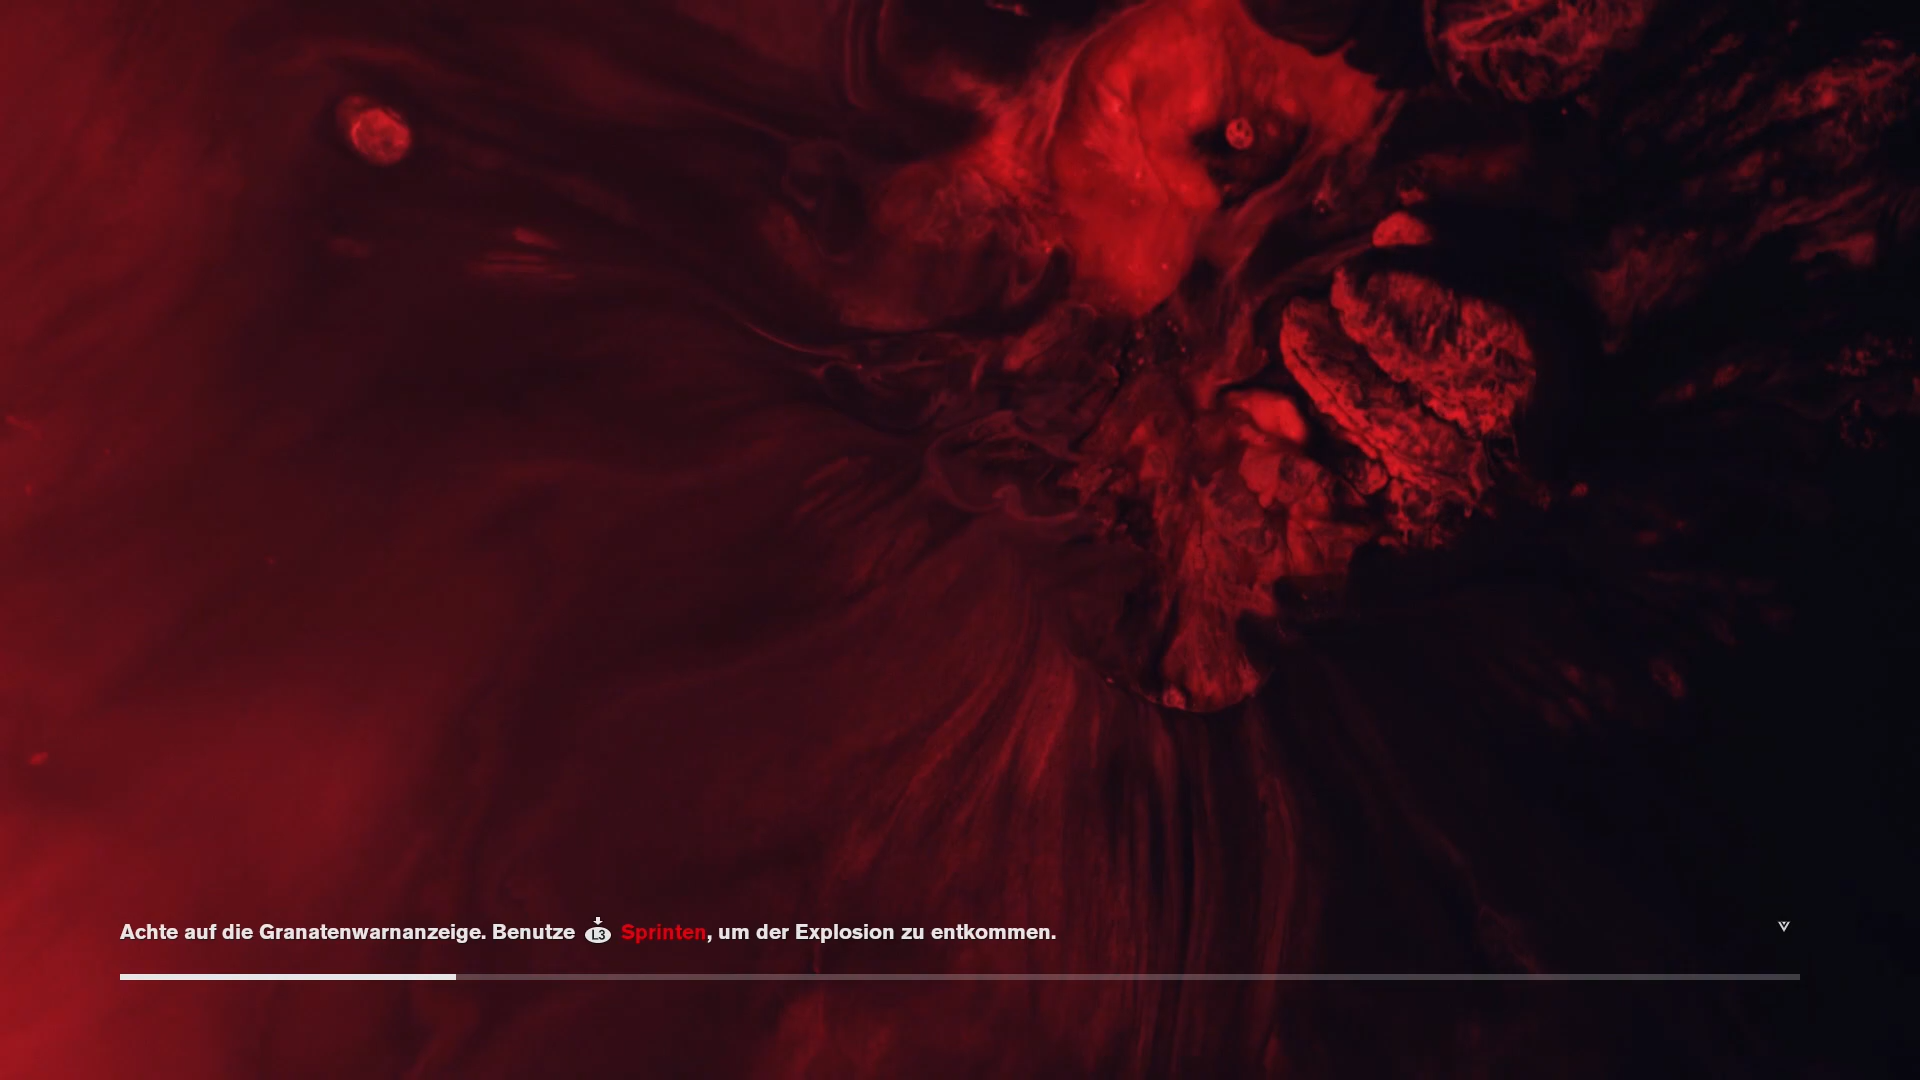 Achte auf die Granatenwarnanzeige. Benutze L3 Sprinten, um der Explosion zu entkommen.